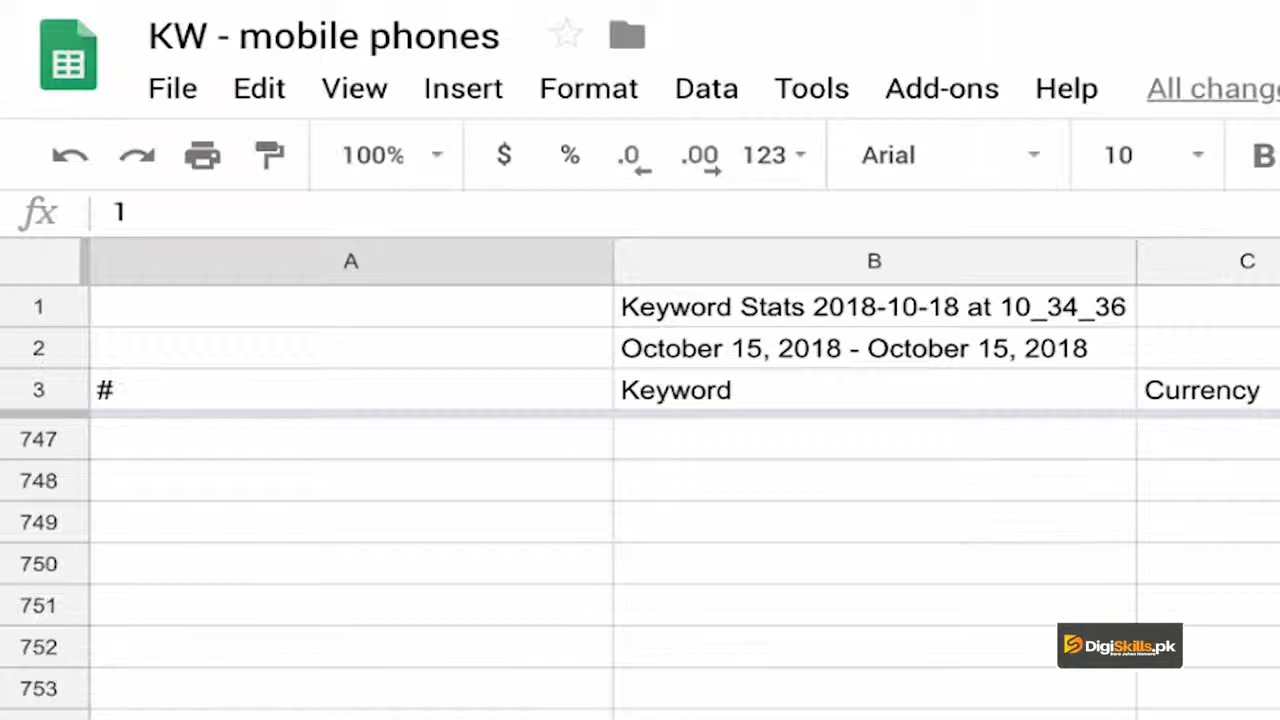 KW - mobile phones
File Edit View Insert Format Data Tools Add-ons Help All change
100% $ % .0 .00 123 Arial 10 B
fx 1
A B C
1 Keyword Stats 2018-10-18 at 10_34_36
2 October 15, 2018 - October 15, 2018
3 # Keyword Currency
747
748
749
750
751
752
753
DigiSkills.pk